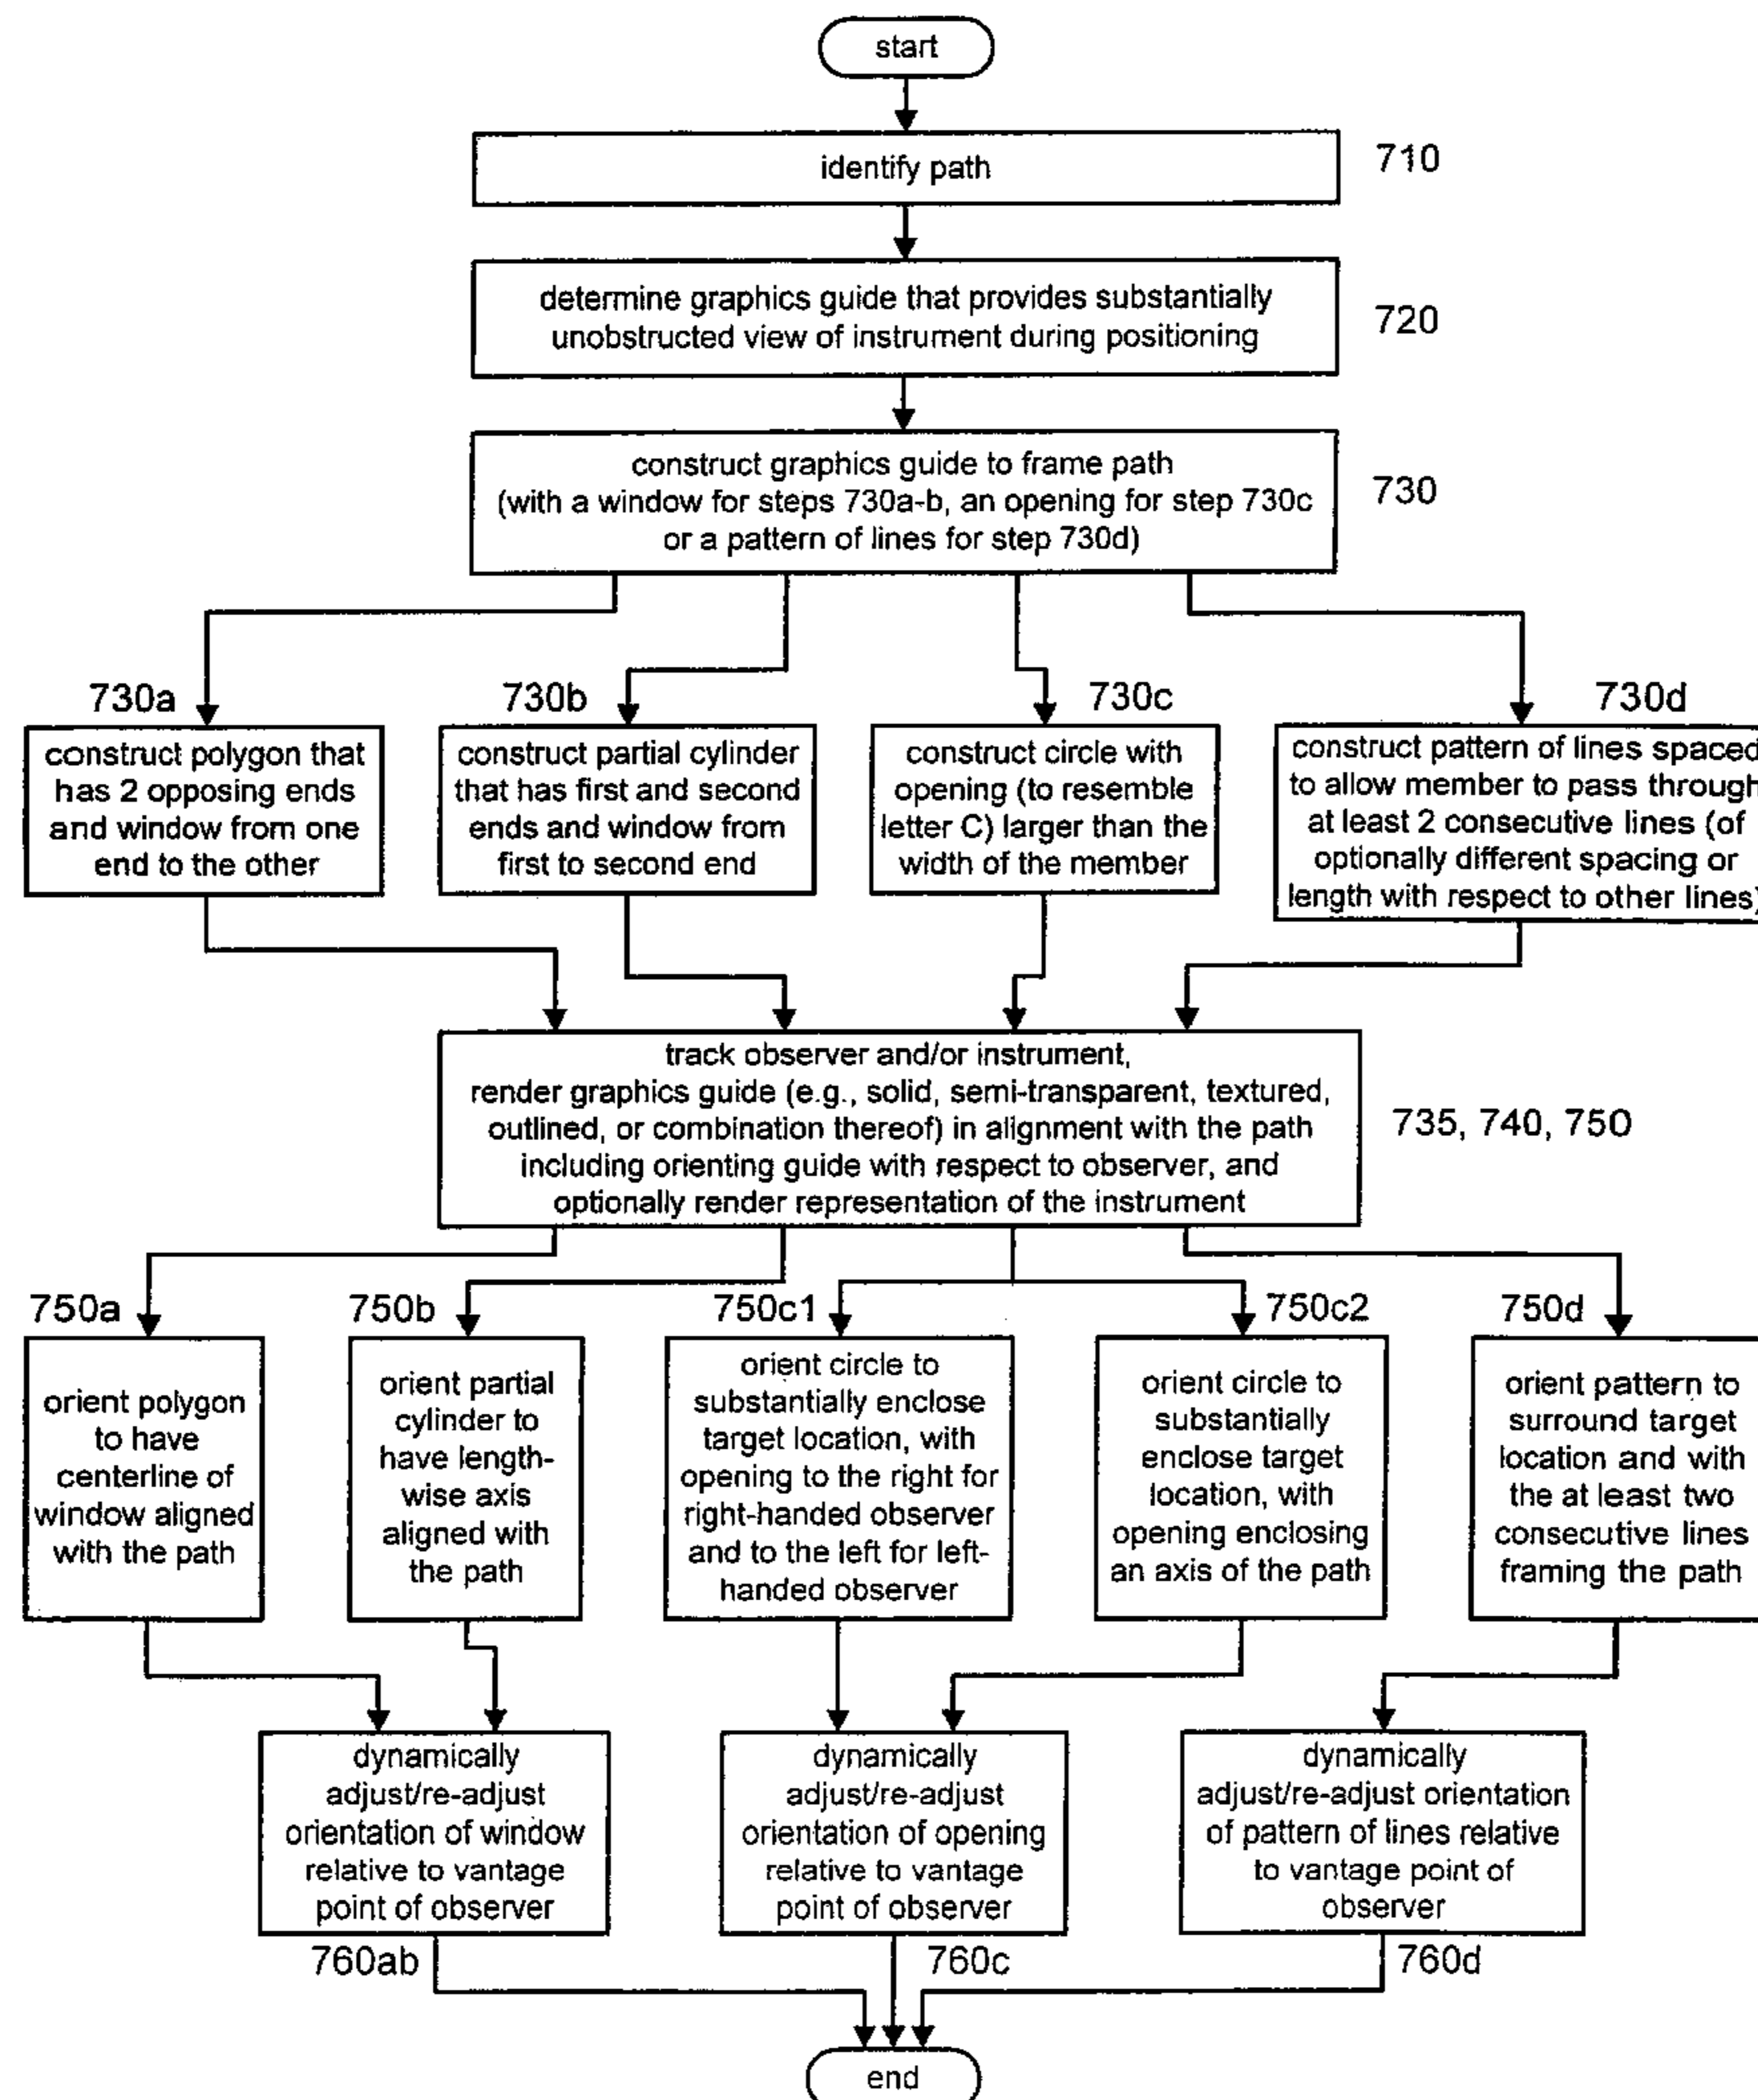 start
identify path
710
determine graphics guide that provides substantially
unobstructed view of instrument during positioning
720
construct graphics guide to frame path
(with a window for steps 730a-b, an opening for step 730c
or a pattern of lines for step 730d)
730
730a
construct polygon that
has 2 opposing ends
and window from one
end to the other
730b
construct partial cylinder
that has first and second
ends and window from
first to second end
730c
construct circle with
opening (to resemble
letter C) larger than the
width of the member
730d
construct pattern of lines spaced
to allow member to pass through
at least 2 consecutive lines (of
optionally different spacing or
length with respect to other lines)
track observer and/or instrument,
render graphics guide (e.g., solid, semi-transparent, textured,
outlined, or combination thereof) in alignment with the path
including orienting guide with respect to observer, and
optionally render representation of the instrument
735, 740, 750
750a
orient polygon
to have
centerline of
window aligned
with the path
750b
orient partial
cylinder to
have length-
wise axis
aligned with
the path
750c1
orient circle to
substantially enclose
target location, with
opening to the right for
right-handed observer
and to the left for left-
handed observer
750c2
orient circle to
substantially
enclose target
location, with
opening enclosing
an axis of the path
750d
orient pattern to
surround target
location and with
the at least two
consecutive lines
framing the path
dynamically
adjust/re-adjust
orientation of window
relative to vantage
point of observer
760ab
dynamically
adjust/re-adjust
orientation of opening
relative to vantage
point of observer
760c
dynamically
adjust/re-adjust orientation
of pattern of lines relative
to vantage point of
observer
760d
end